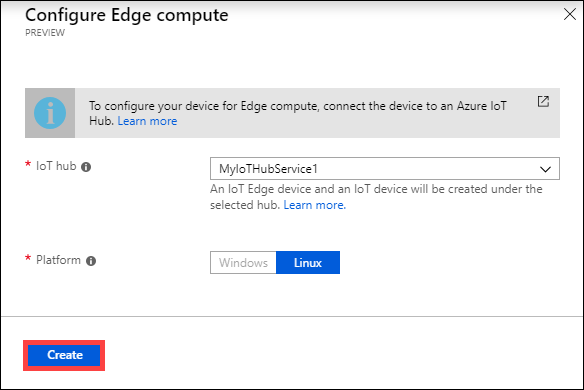 Configure Edge compute
PREVIEW
To configure your device for Edge compute, connect the device to an Azure IoT
Hub. Learn more
* IoT hub
MyIoTHubService1
An IoT Edge device and an IoT device will be created under the
selected hub. Learn more.
* Platform
Windows Linux
Create